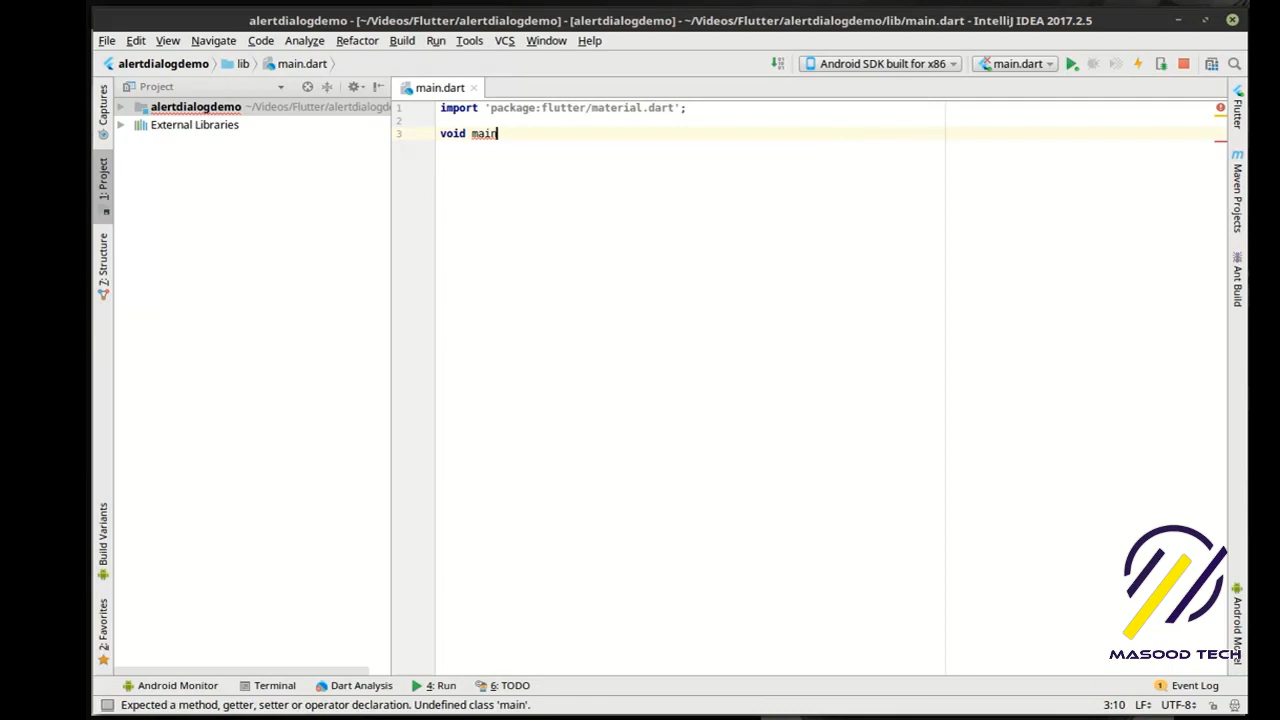 alertdialogdemo - [~/Videos/Flutter/alertdialogdemo] - [alertdialogdemo] - ~/Videos/Flutter/alertdialogdemo/lib/main.dart - IntelliJ IDEA 2017.2.5
File Edit View Navigate Code Analyze Refactor Build Run Tools VCS Window Help
alertdialogdemo lib main.dart Android SDK built for x86 main.dart
Project main.dart
alertdialogdemo ~/Videos/Flutter/alertdialogd
External Libraries
1 import 'package:flutter/material.dart';
2
3 void main
Captures
1: Project
Z: Structure
Build Variants
2: Favorites
Flutter
Maven Projects
Ant Build
Android Model
MASOOD TECH
Android Monitor Terminal Dart Analysis 4: Run 6: TODO 1 Event Log
Expected a method, getter, setter or operator declaration. Undefined class 'main'. 3:10 LF UTF-8